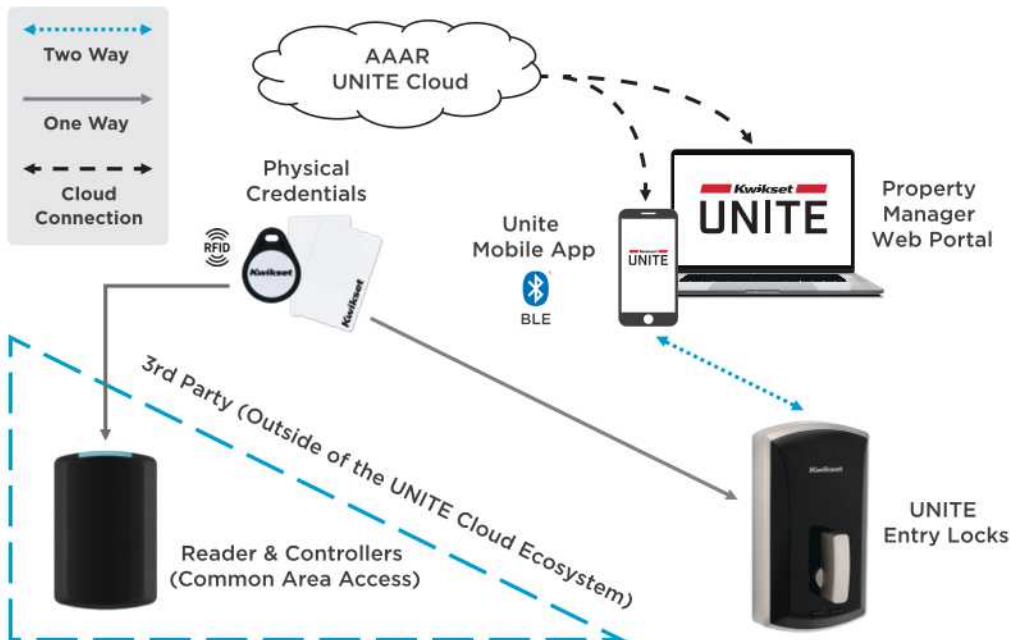 Two Way
One Way
Cloud
Connection
AAAR
UNITE Cloud
Physical
Credentials
RFID
Kwikset
Kwikset
Unite
Mobile App
BLE
Kwikset
UNITE
Kwikset
UNITE
Property
Manager
Web Portal
3rd Party (Outside of the UNITE Cloud Ecosystem)
Reader & Controllers
(Common Area Access)
Kwikset
UNITE
Entry Locks